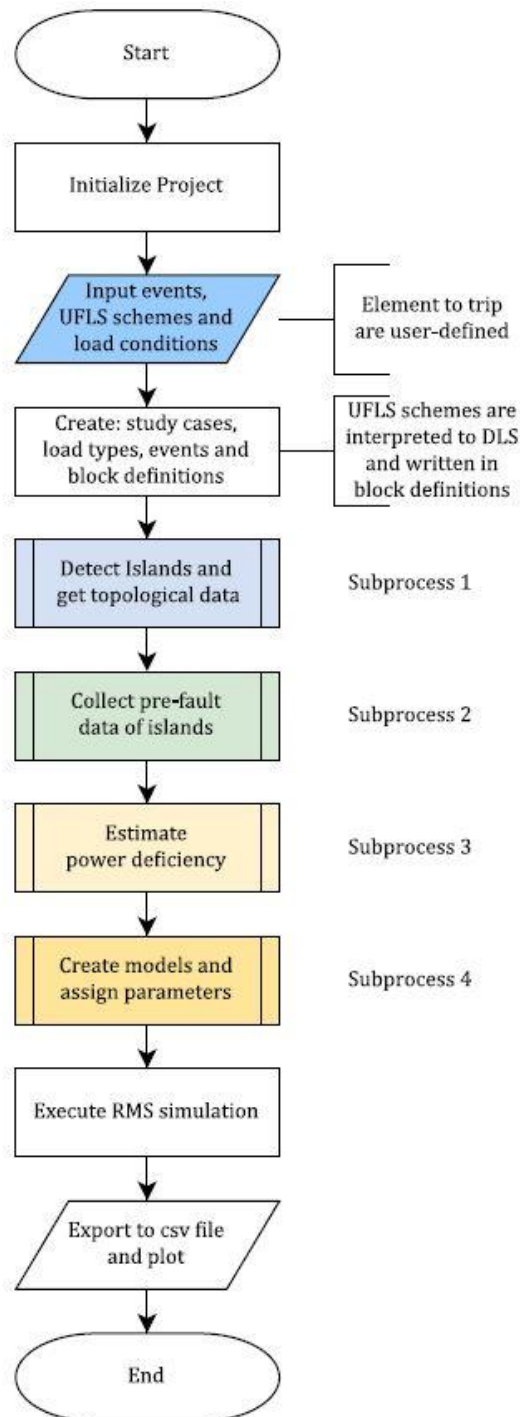 Start
Initialize Project
Input events,
UFLS schemes and
load conditions
Element to trip
are user-defined
Create: study cases,
load types, events and
block definitions
UFLS schemes are
interpreted to DLS
and written in
block definitions
Detect Islands and
get topological data
Subprocess 1
Collect pre-fault
data of islands
Subprocess 2
Estimate
power deficiency
Subprocess 3
Create models and
assign parameters
Subprocess 4
Execute RMS simulation
Export to csv file
and plot
End